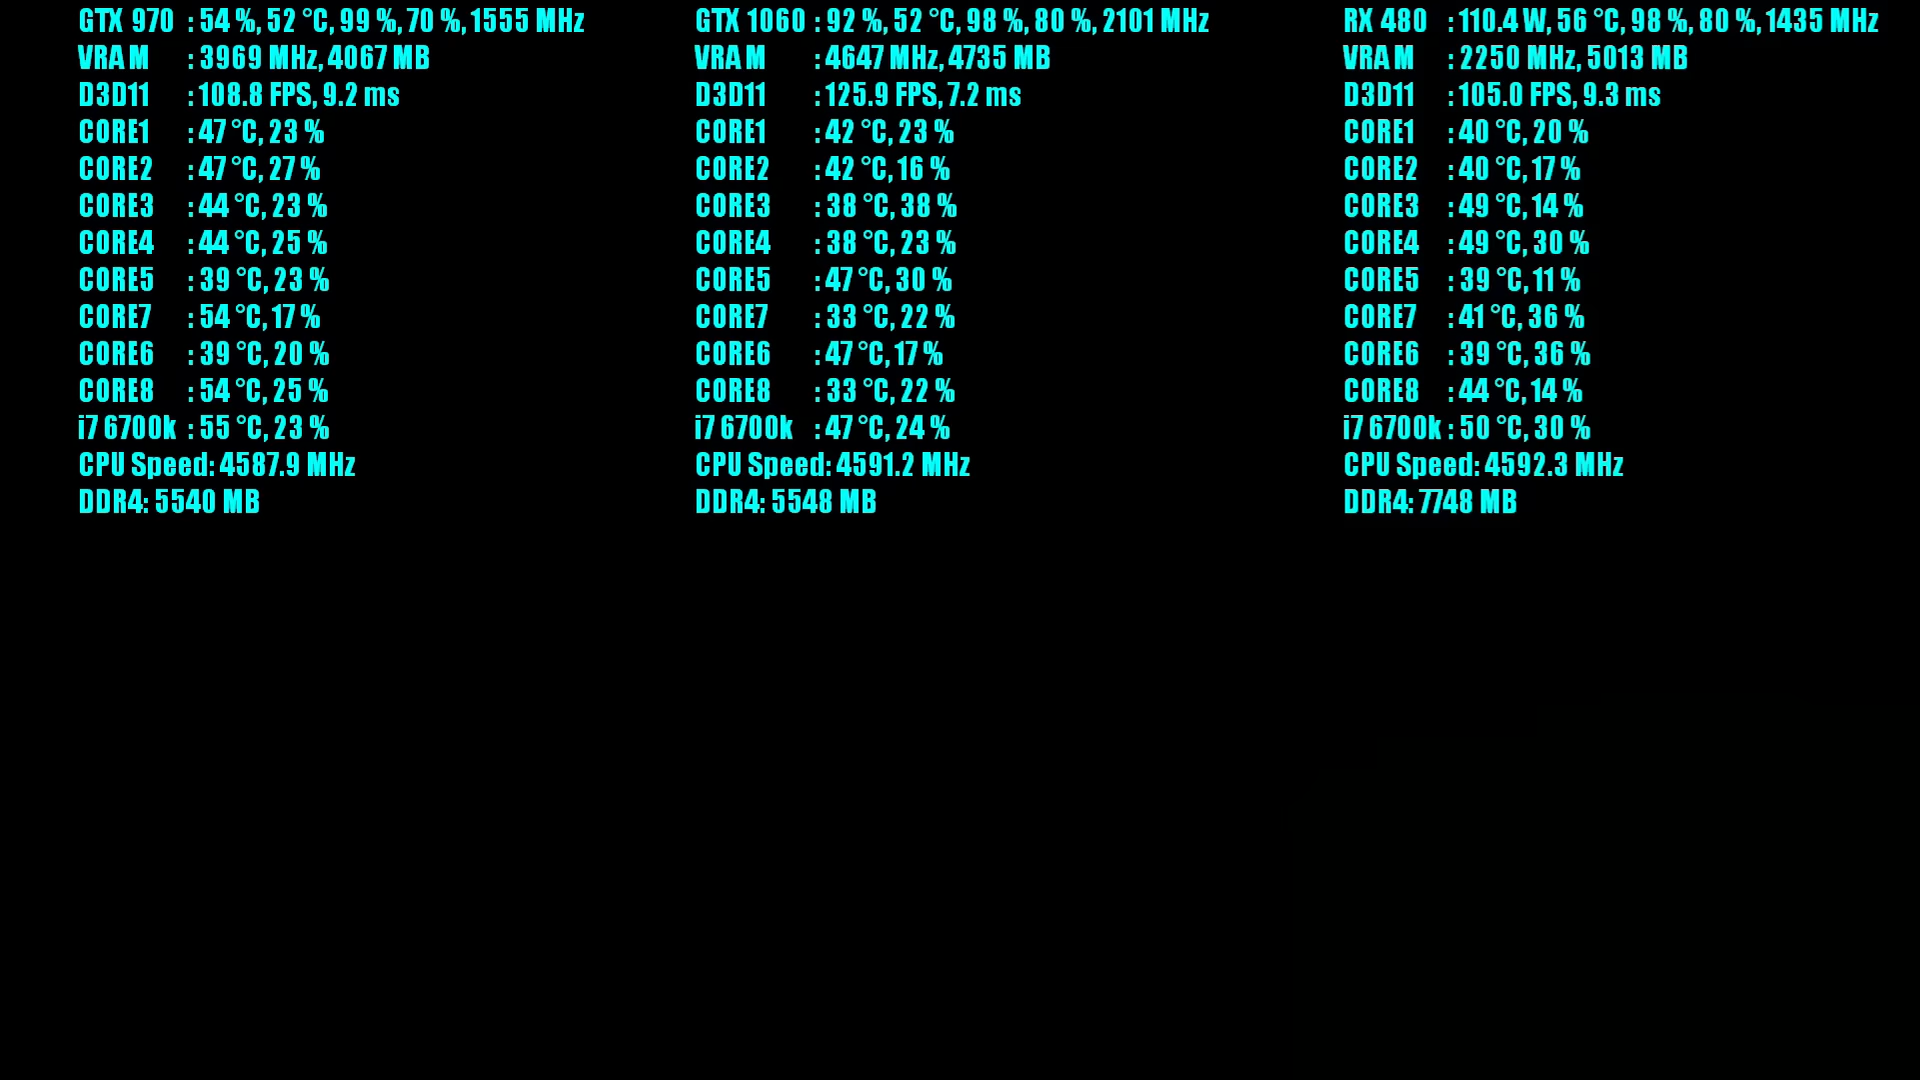 GTX 970 : 54 %, 52 °C, 99 %, 70 %, 1555 MHz
VRAM : 3969 MHz, 4067 MB
D3D11 : 108.8 FPS, 9.2 ms
CORE1 : 47 °C, 23 %
CORE2 : 47 °C, 27 %
CORE3 : 44 °C, 23 %
CORE4 : 44 °C, 25 %
CORE5 : 39 °C, 23 %
CORE7 : 54 °C, 17 %
CORE6 : 39 °C, 20 %
CORE8 : 54 °C, 25 %
i7 6700k : 55 °C, 23 %
CPU Speed: 4587.9 MHz
DDR4: 5540 MB
GTX 1060 : 92 %, 52 °C, 98 %, 80 %, 2101 MHz
VRAM : 4647 MHz, 4735 MB
D3D11 : 125.9 FPS, 7.2 ms
CORE1 : 42 °C, 23 %
CORE2 : 42 °C, 16 %
CORE3 : 38 °C, 38 %
CORE4 : 38 °C, 23 %
CORE5 : 47 °C, 30 %
CORE7 : 33 °C, 22 %
CORE6 : 47 °C, 17 %
CORE8 : 33 °C, 22 %
i7 6700k : 47 °C, 24 %
CPU Speed: 4591.2 MHz
DDR4: 5548 MB
RX 480 : 110.4 W, 56 °C, 98 %, 80 %, 1435 MHz
VRAM : 2250 MHz, 5013 MB
D3D11 : 105.0 FPS, 9.3 ms
CORE1 : 40 °C, 20 %
CORE2 : 40 °C, 17 %
CORE3 : 49 °C, 14 %
CORE4 : 49 °C, 30 %
CORE5 : 39 °C, 11 %
CORE7 : 41 °C, 36 %
CORE6 : 39 °C, 36 %
CORE8 : 44 °C, 14 %
i7 6700k : 50 °C, 30 %
CPU Speed: 4592.3 MHz
DDR4: 7748 MB